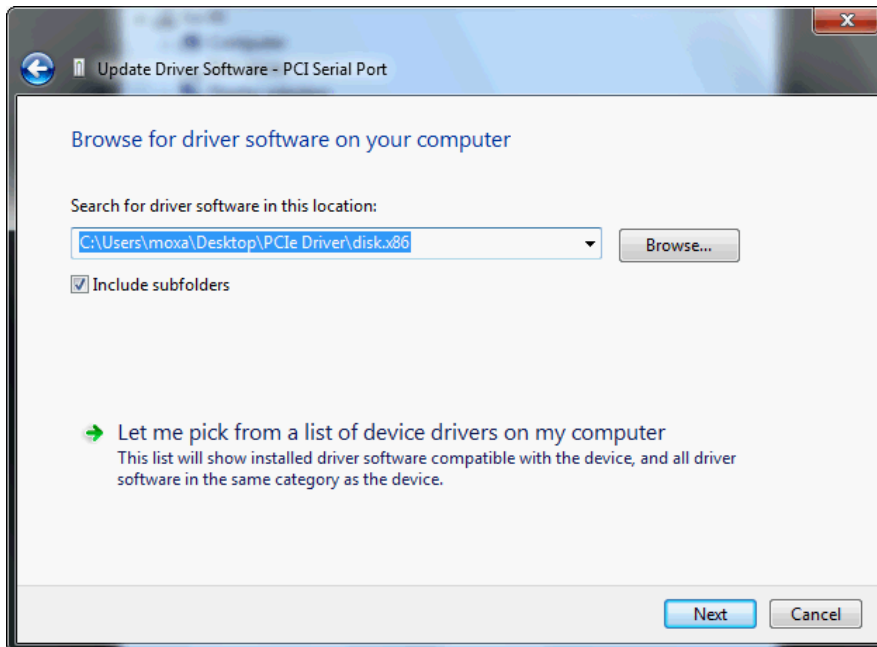 Computer
Update Driver Software - PCI Serial Port
Browse for driver software on your computer
Search for driver software in this location:
C:\Users\moxa\Desktop\PCIe Driver\disk.x86
Browse...
Include subfolders
Let me pick from a list of device drivers on my computer
This list will show installed driver software compatible with the device, and all driver
software in the same category as the device.
Next
Cancel